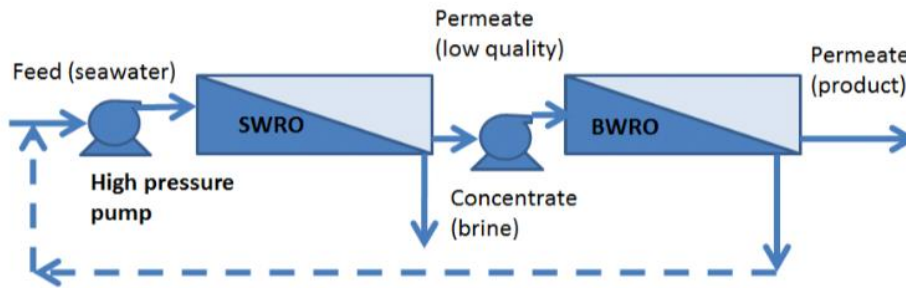 Feed (seawater)
High pressure
pump
SWRO
Permeate
(low quality)
Concentrate
(brine)
BWRO
Permeate
(product)